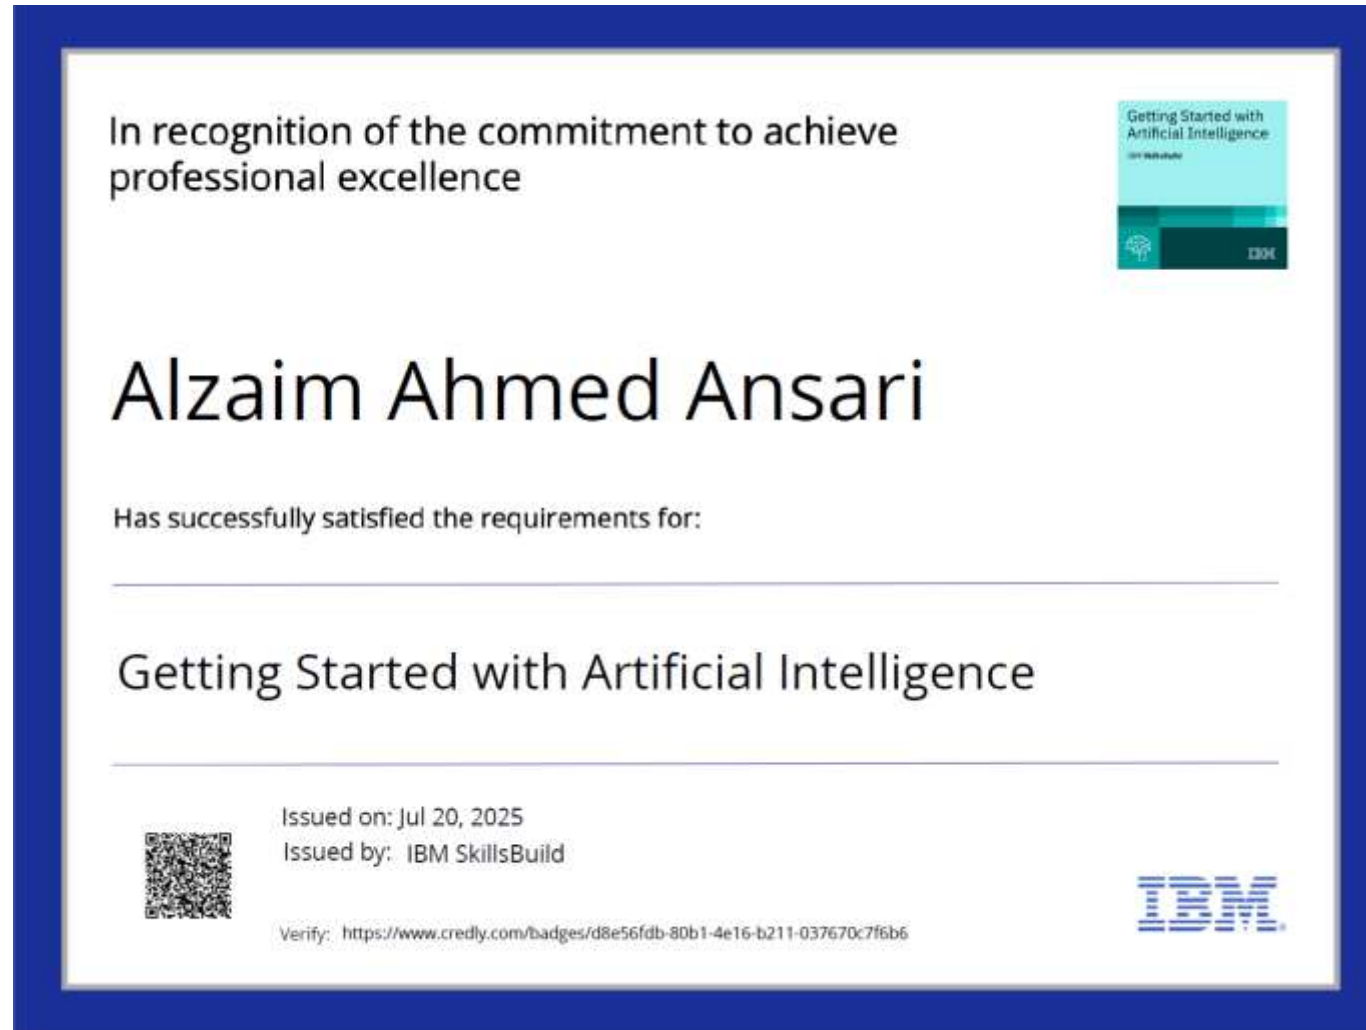 In recognition of the commitment to achieve
professional excellence
Getting Started with
Artificial Intelligence
IBM SkillsBuild
IBM
Alzaim Ahmed Ansari
Has successfully satisfied the requirements for:
Getting Started with Artificial Intelligence
Issued on: Jul 20, 2025
Issued by: IBM SkillsBuild
Verify: https://www.credly.com/badges/d8e56fdb-80b1-4e16-b211-037670c7f6b6
IBM.